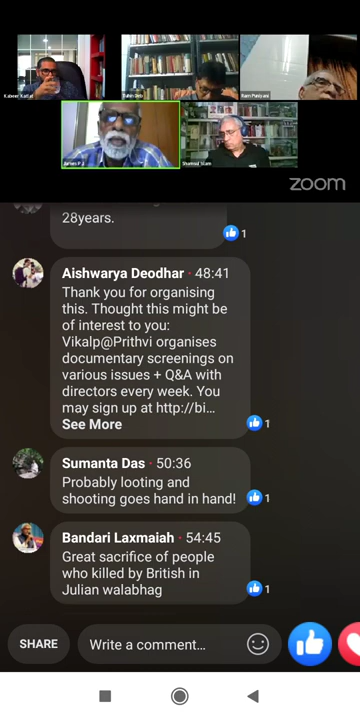 Ram Puniyani
zoom
28years.
1
Aishwarya Deodhar • 48:41
Thank you for organising
this. Thought this might be
of interest to you:
Vikalp@Prithvi organises
documentary screenings on
various issues + Q&A with
directors every week. You
may sign up at http://bi...
See More
1
Sumanta Das • 50:36
Probably looting and
shooting goes hand in hand!
1
Bandari Laxmaiah • 54:45
Great sacrifice of people
who killed by British in
Julian walabhag
1
SHARE
Write a comment...